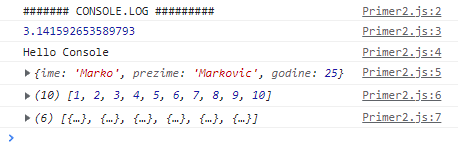 ####### CONSOLE.LOG ######### Primer2.js:2
3.141592653589793 Primer2.js:3
Hello Console Primer2.js:4
{ime: 'Marko', prezime: 'Markovic', godine: 25} Primer2.js:5
(10) [1, 2, 3, 4, 5, 6, 7, 8, 9, 10] Primer2.js:6
(6) [{…}, {…}, {…}, {…}, {…}, {…}] Primer2.js:7